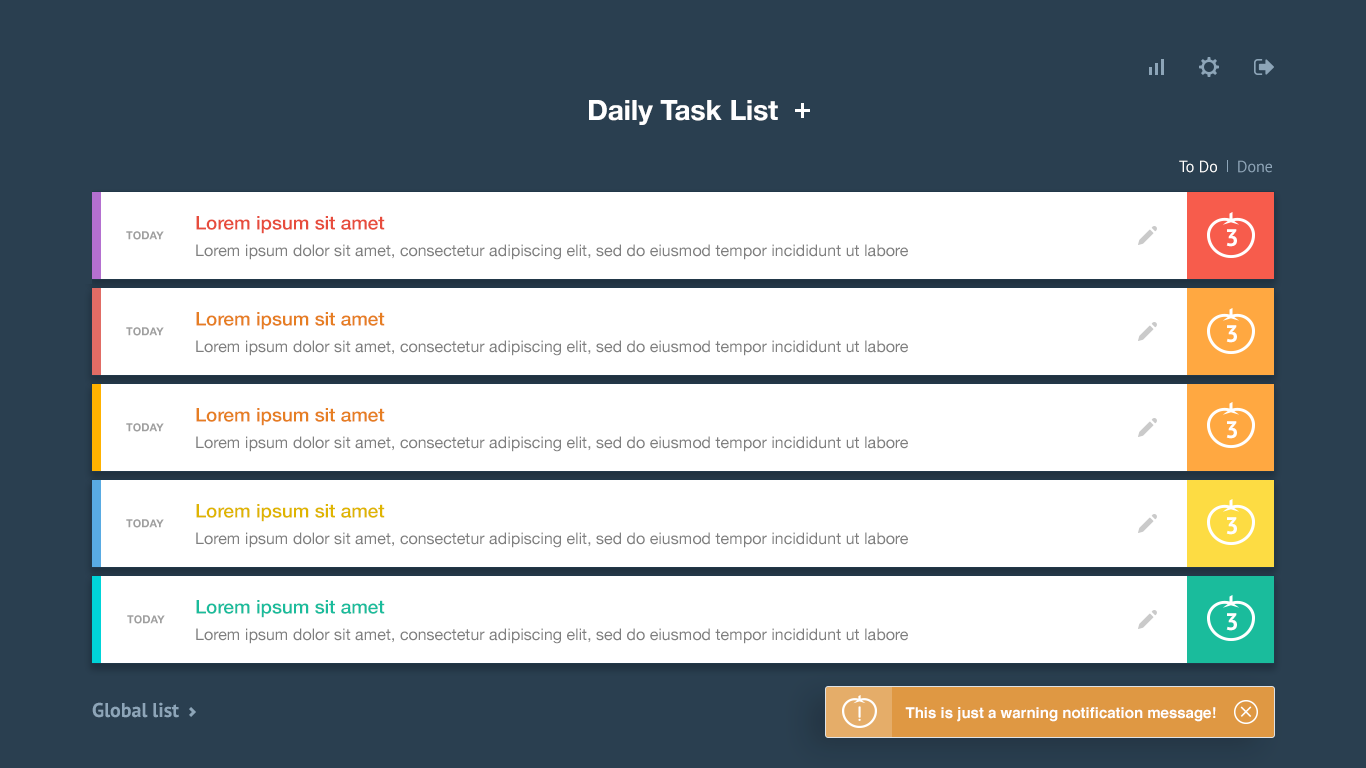 Daily Task List +
To Do | Done
TODAY
Lorem ipsum sit amet
Lorem ipsum dolor sit amet, consectetur adipiscing elit, sed do eiusmod tempor incididunt ut labore
3
TODAY
Lorem ipsum sit amet
Lorem ipsum dolor sit amet, consectetur adipiscing elit, sed do eiusmod tempor incididunt ut labore
3
TODAY
Lorem ipsum sit amet
Lorem ipsum dolor sit amet, consectetur adipiscing elit, sed do eiusmod tempor incididunt ut labore
3
TODAY
Lorem ipsum sit amet
Lorem ipsum dolor sit amet, consectetur adipiscing elit, sed do eiusmod tempor incididunt ut labore
3
TODAY
Lorem ipsum sit amet
Lorem ipsum dolor sit amet, consectetur adipiscing elit, sed do eiusmod tempor incididunt ut labore
3
Global list
! This is just a warning notification message!